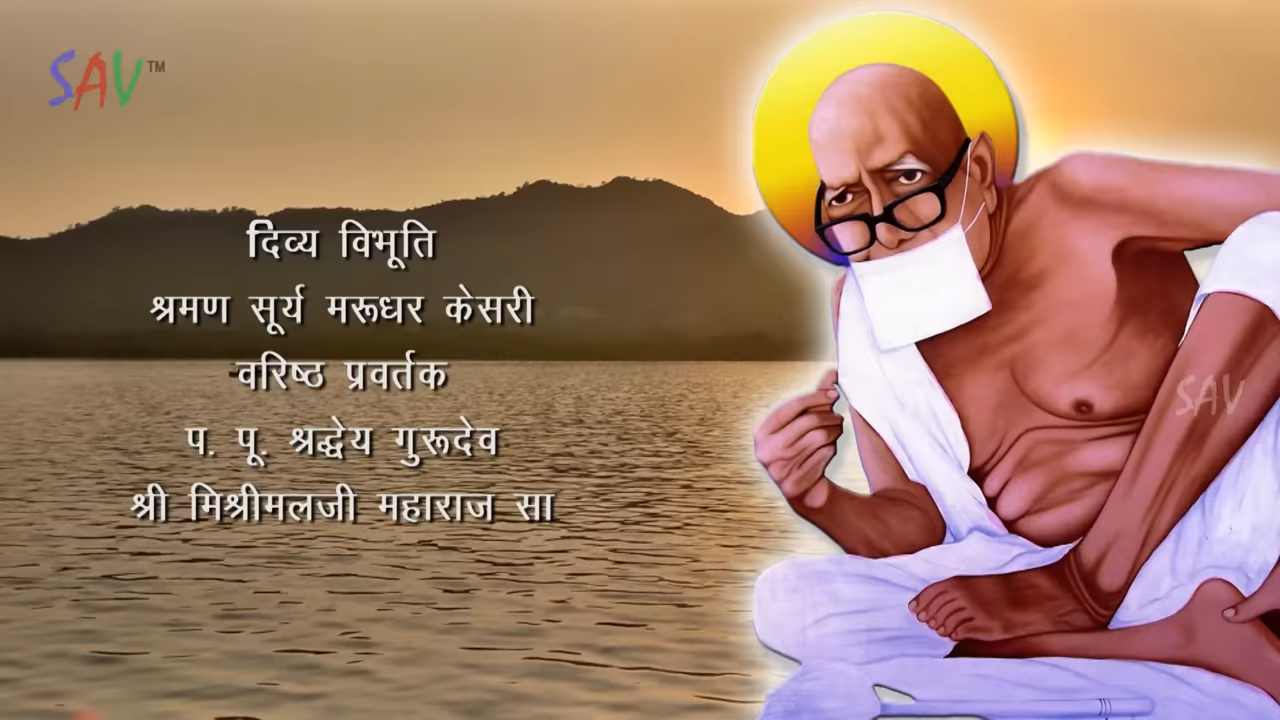 SAV™
दिव्य विभूति
श्रमण सूर्य मरूधर केसरी
वरिष्ठ प्रवर्तक
प. पू. श्रद्धेय गुरूदेव
श्री मिश्रीमलजी महाराज सा
SAV